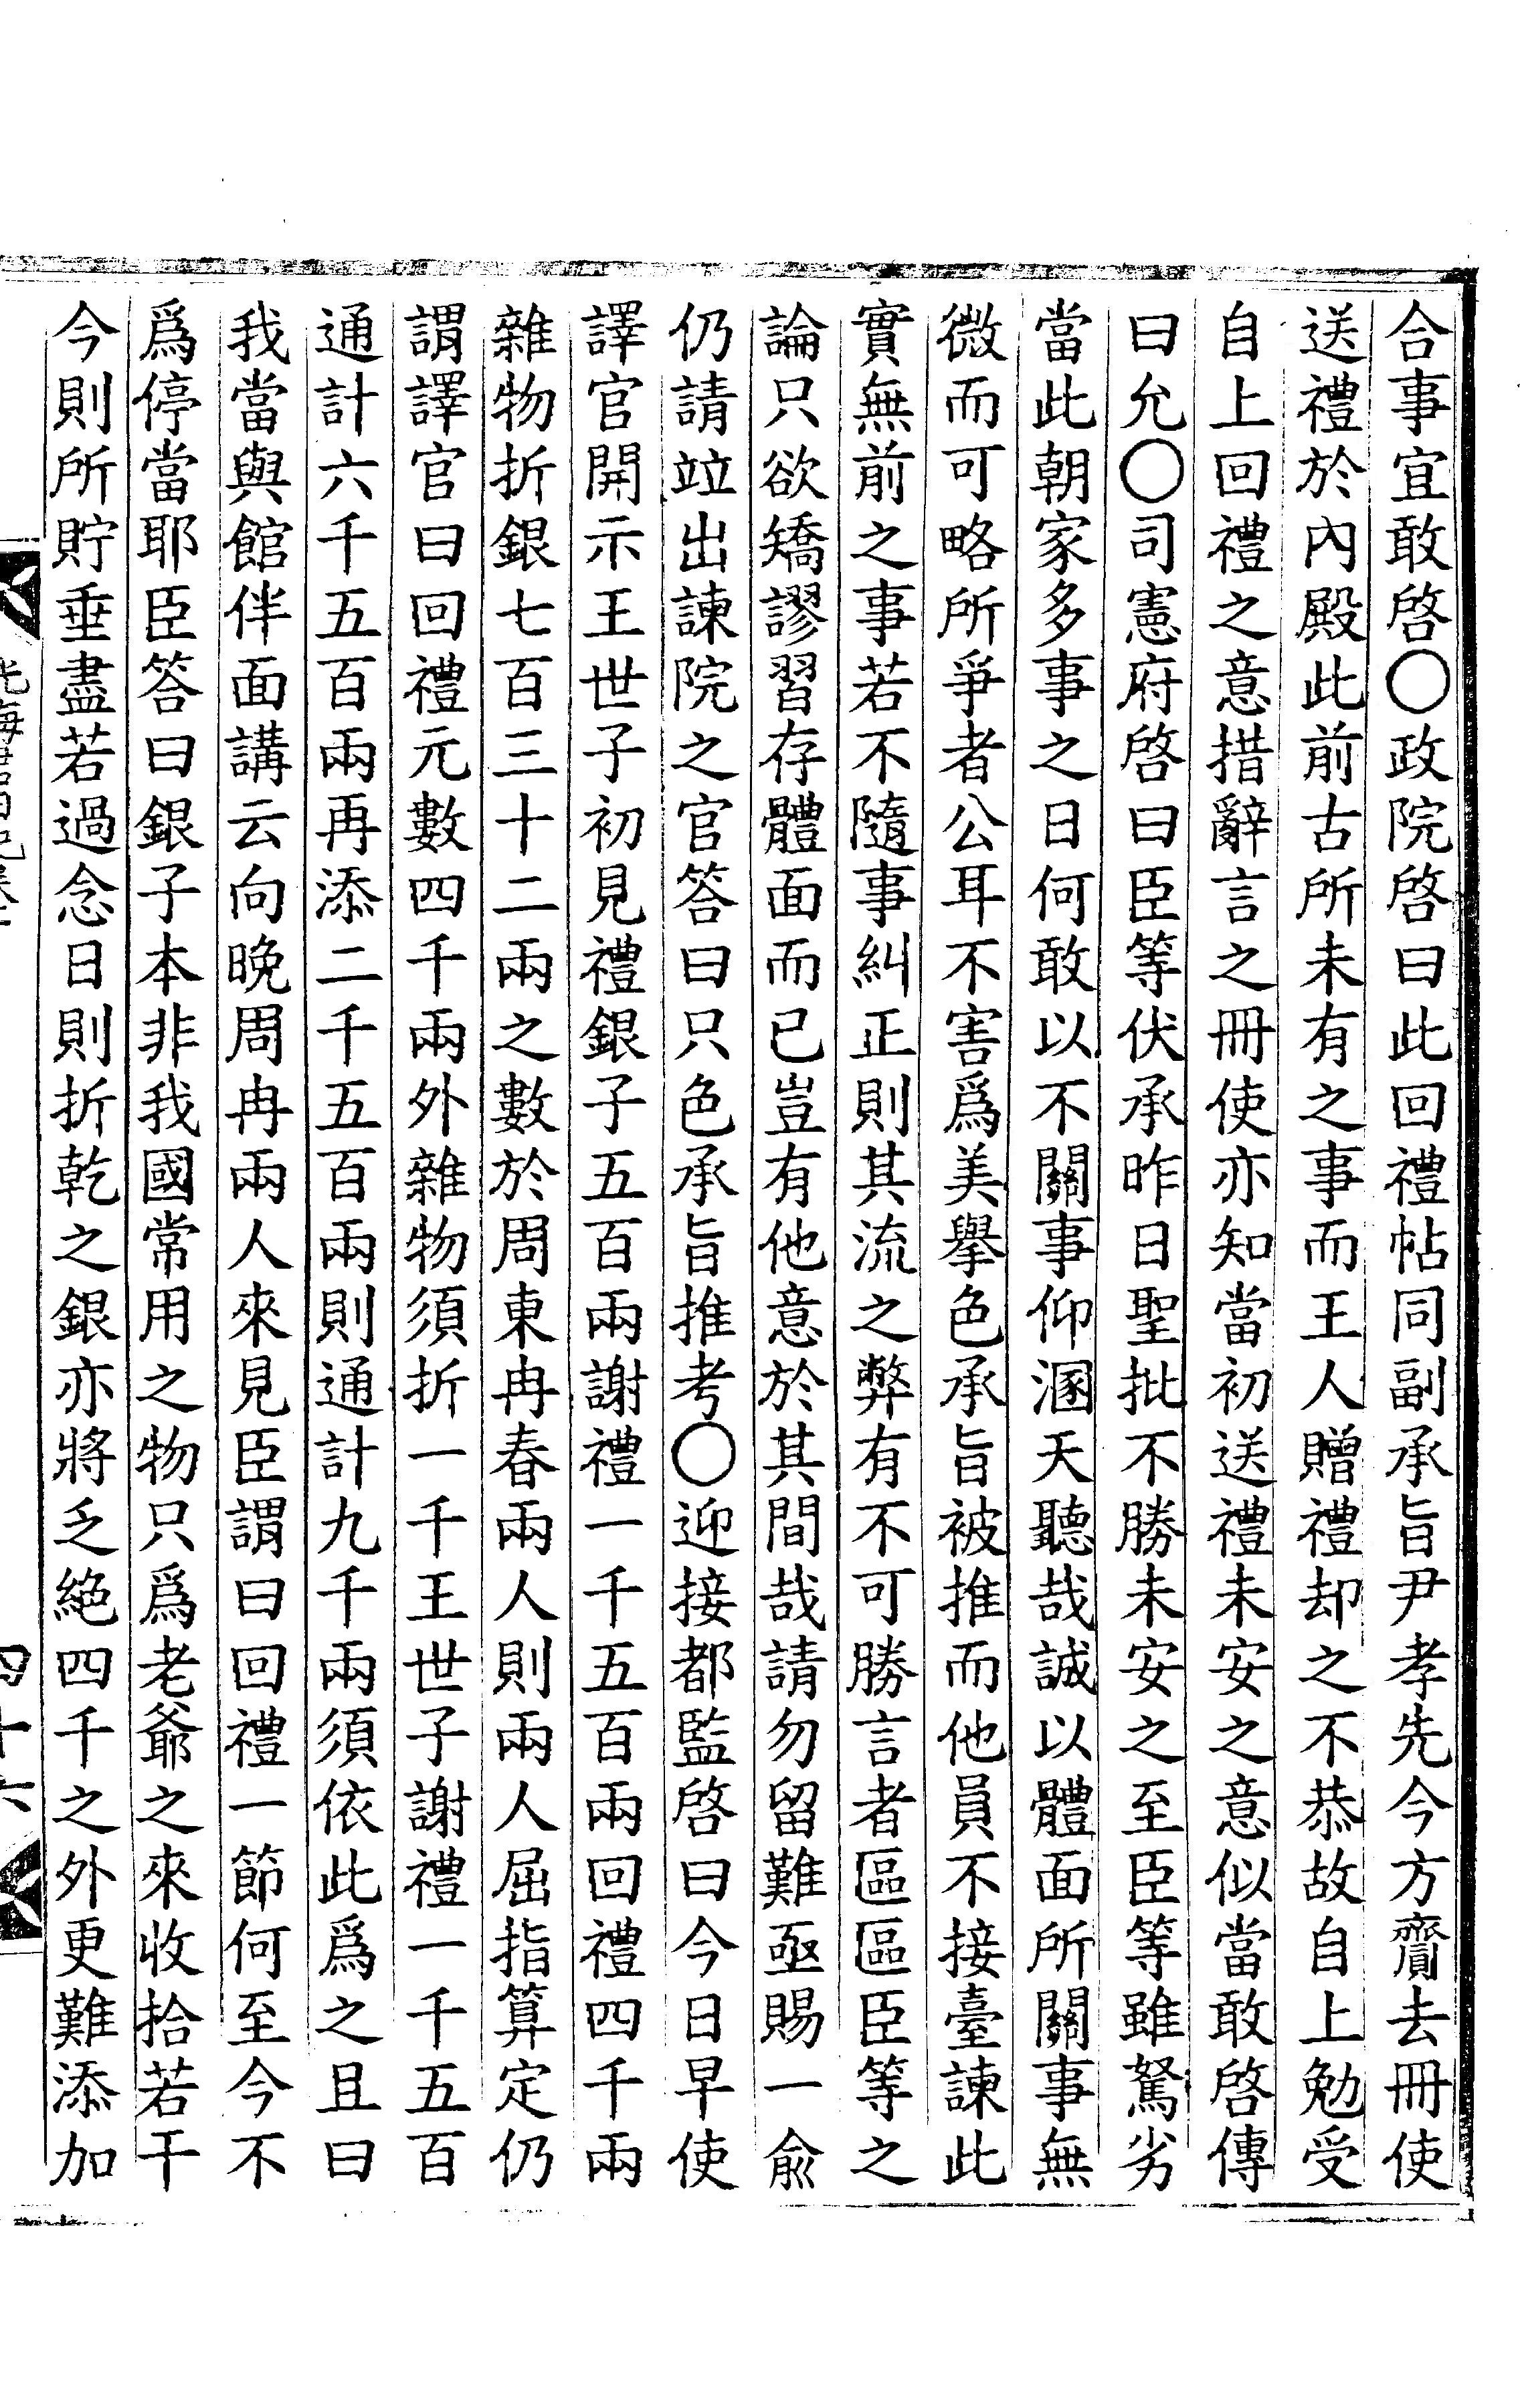 合事宜敢啓○政院啓曰此回禮帖同副承旨尹孝先今方齎去冊使
送禮於內殿此前古所未有之事而王人贈禮却之不恭故自上勉受
自上回禮之意措辭言之冊使亦知當初送禮未安之意似當敢啓傳
曰允○司憲府啓曰臣等伏承昨日聖批不勝未安之至臣等雖駑劣
當此朝家多事之日何敢以不關事仰溷天聽哉誠以體面所關事無
微而可略所爭者公耳不害爲美擧色承旨被推而他員不接臺諫此
實無前之事若不隨事糾正則其流之弊有不可勝言者區區臣等之
論只欲矯謬習存體面而已豈有他意於其間哉請勿留難亟賜一兪
仍請竝出諫院之官答曰只色承旨推考○迎接都監啓曰今日早使
譯官開示王世子初見禮銀子五百兩謝禮一千五百兩回禮四千兩
雜物折銀七百三十二兩之數於周東冉春兩人則兩人屈指算定仍
謂譯官曰回禮元數四千兩外雜物須折一千王世子謝禮一千五百
通計六千五百兩再添二千五百兩則通計九千兩須依此爲之且曰
我當與館伴面講云向晚周冉兩人來見臣謂曰回禮一節何至今不
爲停當耶臣答曰銀子本非我國常用之物只爲老爺之來收拾若干
今則所貯垂盡若過念日則折乾之銀亦將乏絕四千之外更難添加
四十六